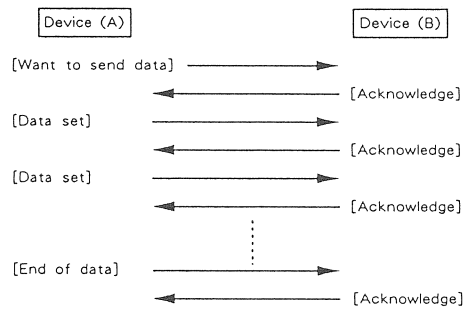 Device (A)
Device (B)
[Want to send data]
[Acknowledge]
[Data set]
[Acknowledge]
[Data set]
[Acknowledge]
[End of data]
[Acknowledge]